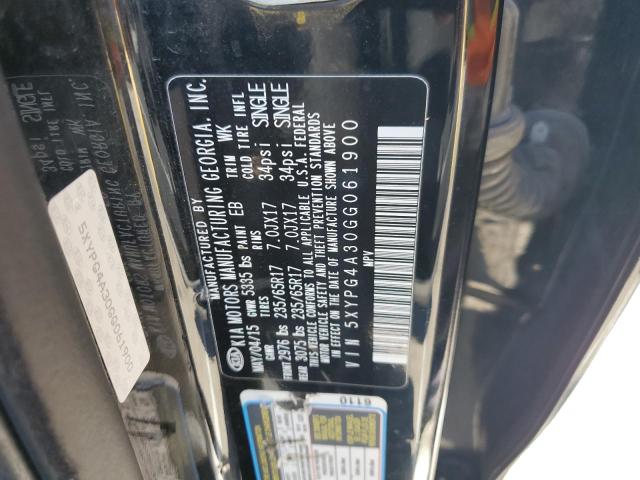 MANUFACTURED BY
KIA MOTORS MANUFACTURING GEORGIA. INC.
MAY/04/15 GVWR 5335 lbs PAINT EB TRIM WK
GAWR TIRES RIMS COLD TIRE INFL
FRONT 2976 lbs 235/65R17 7.0JX17 34psi SINGLE
REAR 3075 lbs 235/65R17 7.0JX17 34psi SINGLE
THIS VEHICLE CONFORMS TO ALL APPLICABLE U.S.A. FEDERAL
MOTOR VEHICLE SAFETY AND THEFT PREVENTION STANDARDS
IN EFFECT ON THE DATE OF MANUFACTURE SHOWN ABOVE
MPV
VIN 5XYPG4A30GG061900
5XYPG4A30GG061900
6110